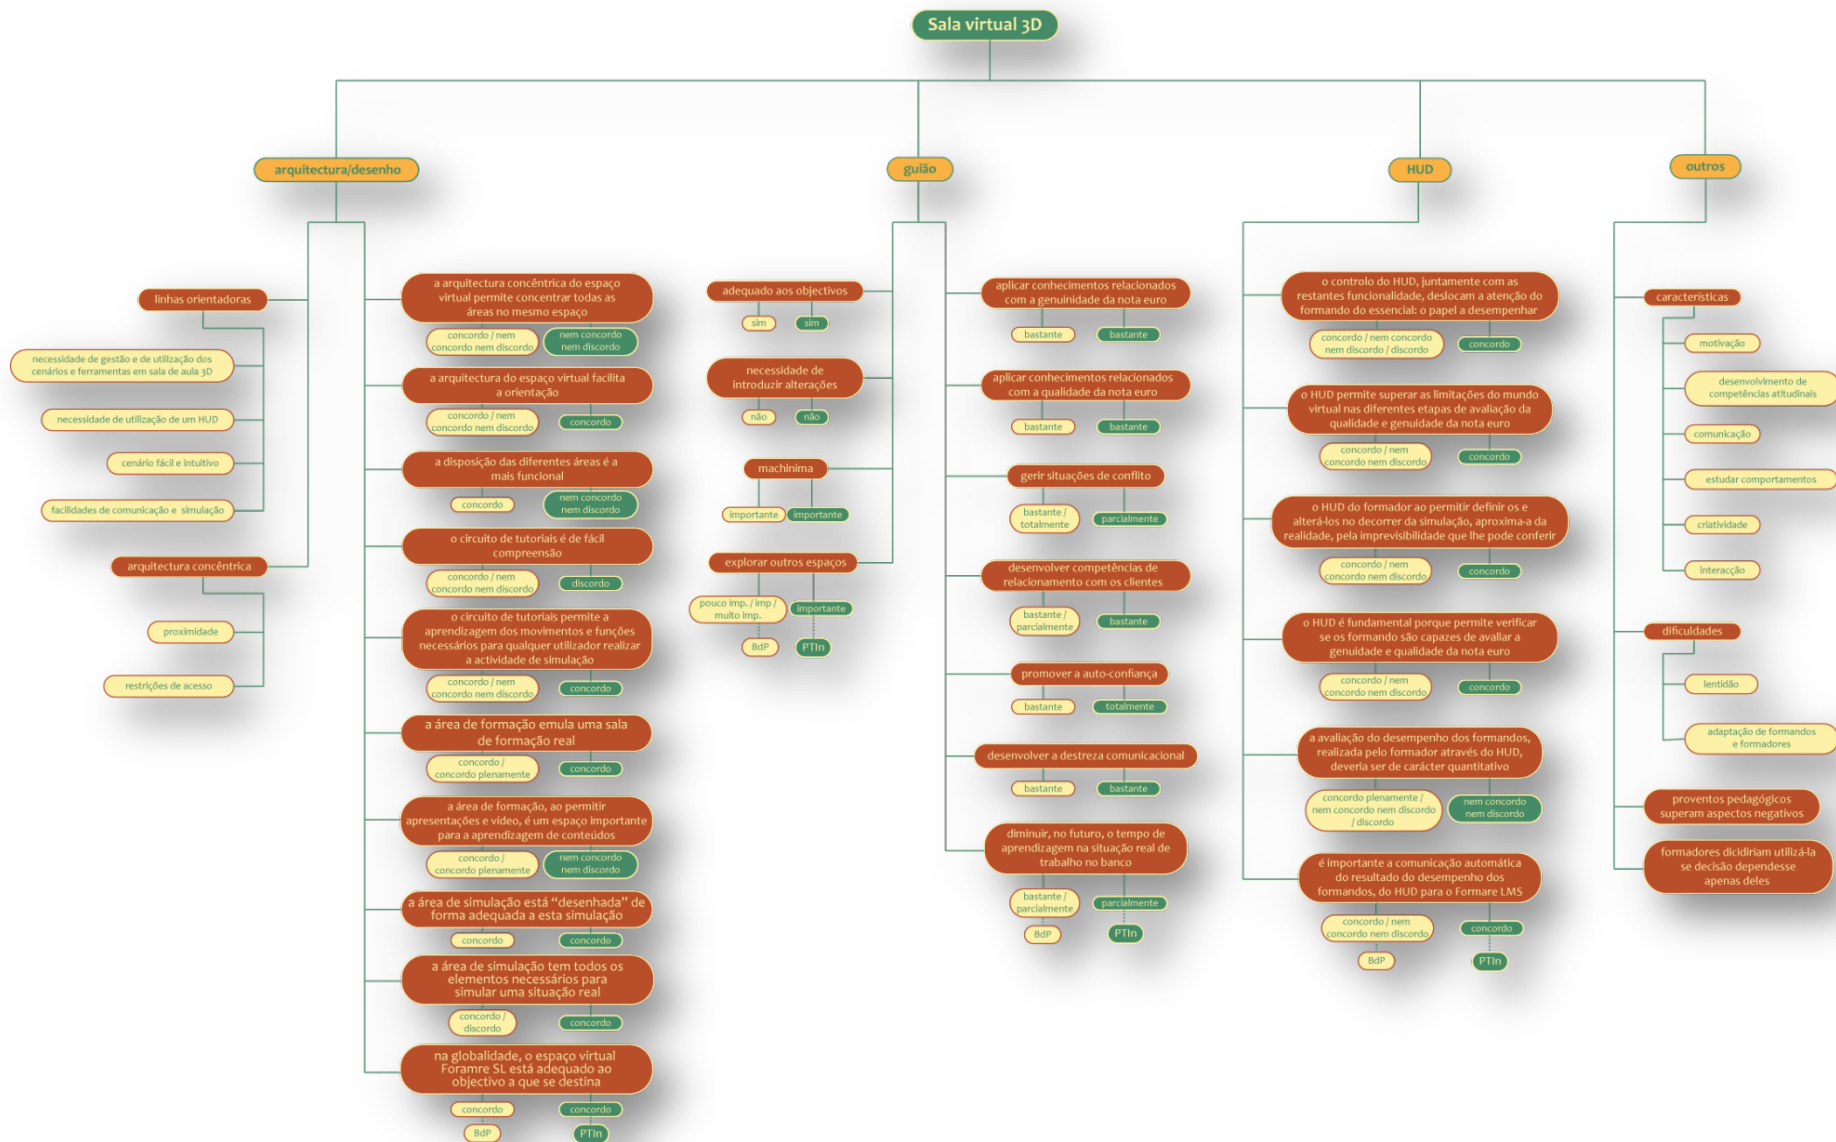 Sala virtual 3D
arquitectura/desenho
guião
HUD
outros
linhas orientadoras
necessidade de gestão e de utilização dos
cenários e ferramentas em sala de aula 3D
necessidade de utilização de um HUD
cenário fácil e intuitivo
facilidades de comunicação e simulação
arquitectura concêntrica
proximidade
restrições de acesso
a arquitectura concêntrica do espaço
virtual permite concentrar todas as
áreas no mesmo espaço
concordo / nem
concordo nem discordo
nem concordo
nem discordo
a arquitectura do espaço virtual facilita
a orientação
concordo / nem
concordo nem discordo
concordo
a disposição das diferentes áreas é a
mais funcional
concordo
nem concordo
nem discordo
o circuito de tutoriais é de fácil
compreensão
concordo / nem
concordo nem discordo
discordo
o circuito de tutoriais permite a
aprendizagem dos movimentos e funções
necessários para qualquer utilizador realizar
a actividade de simulação
concordo / nem
concordo nem discordo
concordo
a área de formação emula uma sala
de formação real
concordo /
concordo plenamente
concordo
a área de formação, ao permitir
apresentações e vídeo, é um espaço importante
para a aprendizagem de conteúdos
concordo /
concordo plenamente
nem concordo
nem discordo
a área de simulação está “desenhada” de
forma adequada a esta simulação
concordo
concordo
a área de simulação tem todos os
elementos necessários para
simular uma situação real
concordo /
discordo
concordo
na globalidade, o espaço virtual
Foramre SL está adequado ao
objectivo a que se destina
concordo
concordo
BdP
PTIn
adequado aos objectivos
sim
sim
necessidade de
introduzir alterações
não
não
machinima
importante
importante
explorar outros espaços
pouco imp. / imp /
muito imp.
importante
BdP
PTIn
aplicar conhecimentos relacionados
com a genuinidade da nota euro
bastante
bastante
aplicar conhecimentos relacionados
com a qualidade da nota euro
bastante
bastante
gerir situações de conflito
bastante /
totalmente
parcialmente
desenvolver competências de
relacionamento com os clientes
bastante /
parcialmente
bastante
promover a auto-confiança
bastante
totalmente
desenvolver a destreza comunicacional
bastante
bastante
diminuir, no futuro, o tempo de
aprendizagem na situação real de
trabalho no banco
bastante /
parcialmente
parcialmente
BdP
PTIn
o controlo do HUD, juntamente com as
restantes funcionalidade, deslocam a atenção do
formando do essencial: o papel a desempenhar
concordo / nem concordo
nem discordo / discordo
concordo
o HUD permite superar as limitações do mundo
virtual nas diferentes etapas de avaliação da
qualidade e genuidade da nota euro
concordo / nem
concordo nem discordo
concordo
o HUD do formador ao permitir definir os e
alterá-los no decorrer da simulação, aproxima-a da
realidade, pela imprevisibilidade que lhe pode conferir
concordo / nem
concordo nem discordo
concordo
o HUD é fundamental porque permite verificar
se os formando são capazes de avaliar a
genuidade e qualidade da nota euro
concordo / nem
concordo nem discordo
concordo
a avaliação do desempenho dos formandos,
realizada pelo formador através do HUD,
deveria ser de carácter quantitativo
concordo plenamente /
nem concordo nem discordo
/ discordo
nem concordo
nem discordo
é importante a comunicação automática
do resultado do desempenho dos
formandos, do HUD para o Formare LMS
concordo / nem
concordo nem discordo
concordo
BdP
PTIn
características
motivação
desenvolvimento de
competências atitudinais
comunicação
estudar comportamentos
criatividade
interacção
dificuldades
lentidão
adaptação de formandos
e formadores
proventos pedagógicos
superam aspectos negativos
formadores dicidiriam utilizá-la
se decisão dependesse
apenas deles